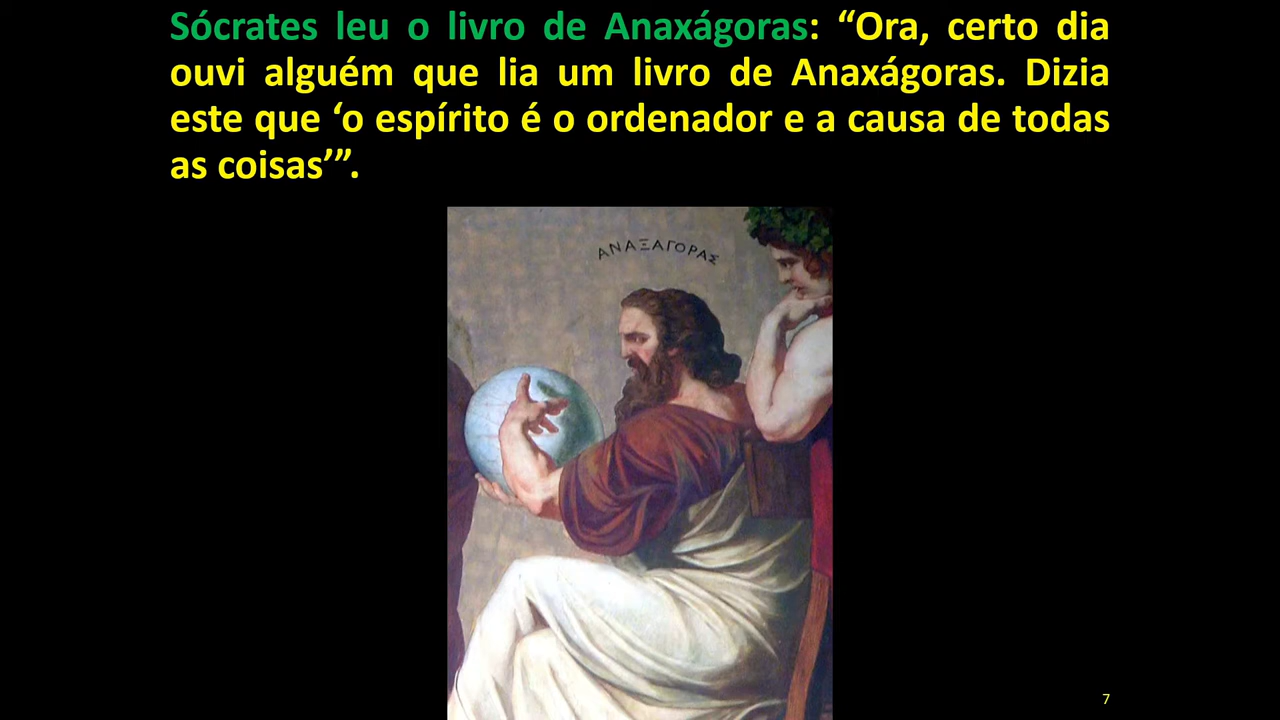 Sócrates leu o livro de Anaxágoras: “Ora, certo dia
ouvi alguém que lia um livro de Anaxágoras. Dizia
este que ‘o espírito é o ordenador e a causa de todas
as coisas’”.
ΑΝΑΞΑΓΟΡΑΣ
7